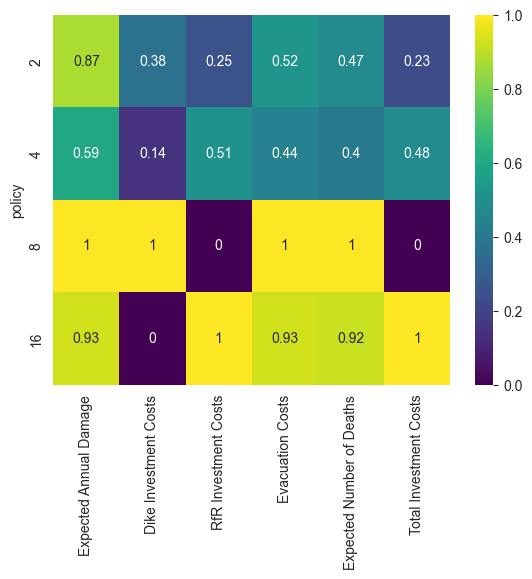 1.0
2 0.87 0.38 0.25 0.52 0.47 0.23
0.8
4 0.59 0.14 0.51 0.44 0.4 0.48
0.6
policy
8 1 1 0 1 1 0
0.4
16 0.93 0 1 0.93 0.92 1
0.2
0.0
Expected Annual Damage
Dike Investment Costs
RfR Investment Costs
Evacuation Costs
Expected Number of Deaths
Total Investment Costs